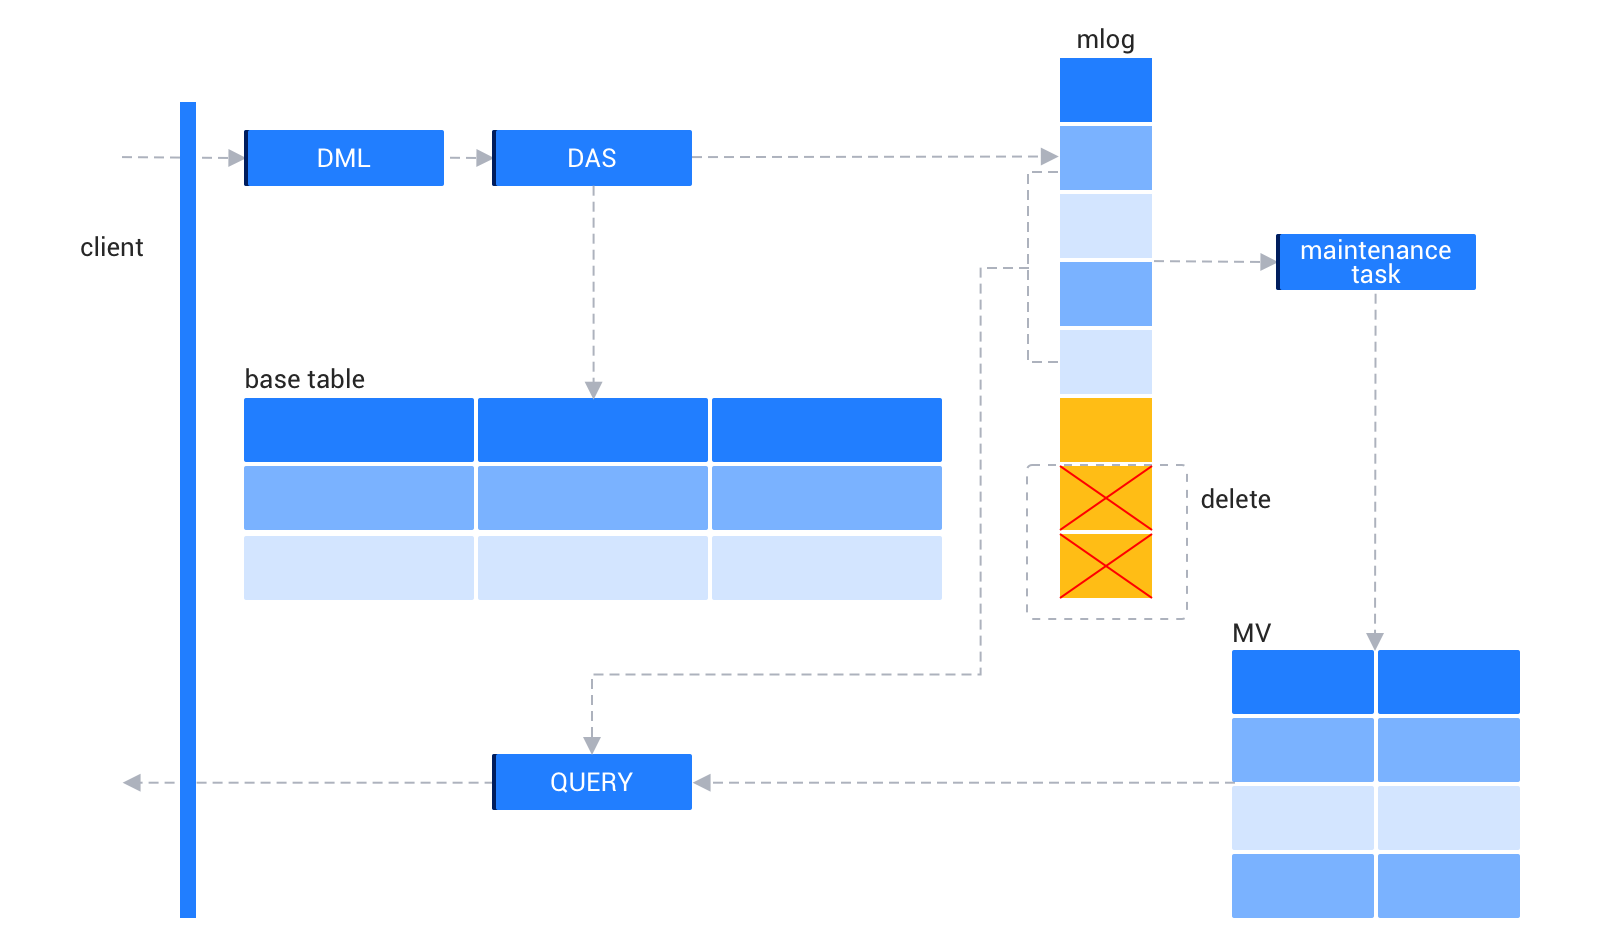 mlog
DML
DAS
client
maintenance
task
base table
delete
MV
QUERY